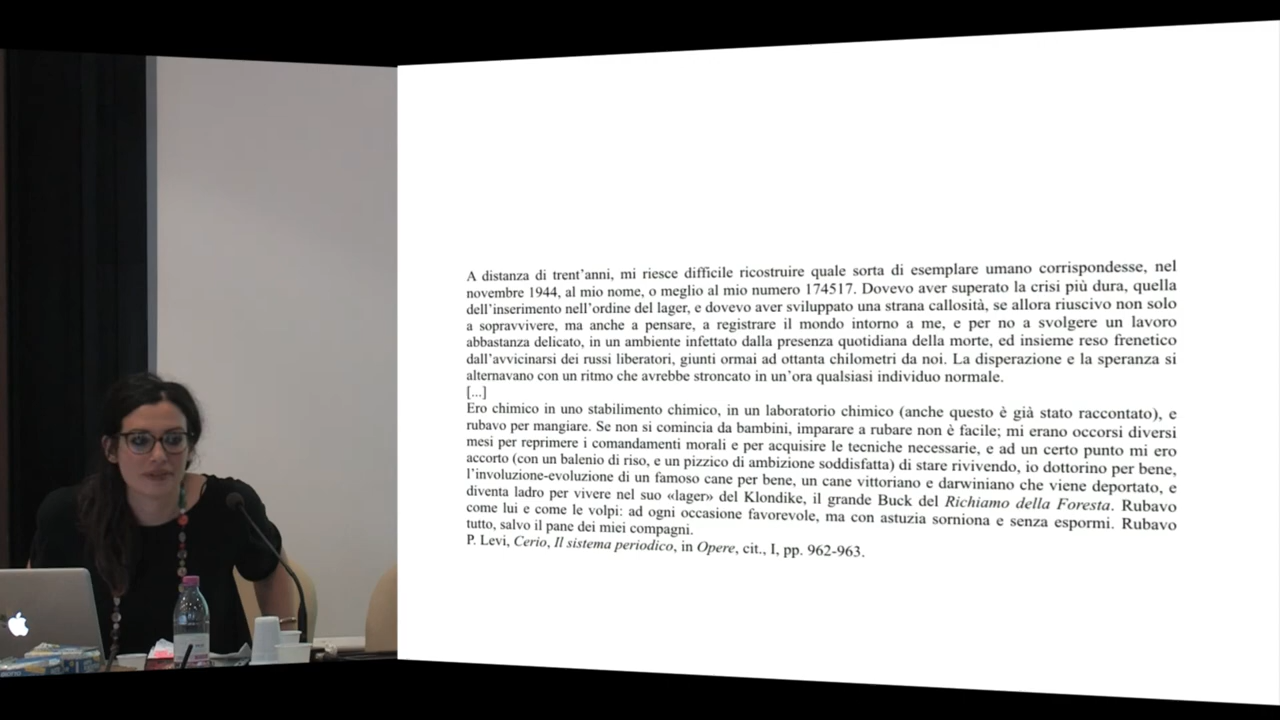 A distanza di trent'anni, mi riesce difficile ricostruire quale sorta di esemplare umano corrispondesse, nel
novembre 1944, al mio nome, o meglio al mio numero 174517. Dovevo aver superato la crisi più dura, quella
dell'inserimento nell'ordine del lager, e dovevo aver sviluppato una strana callosità, se allora riuscivo non solo
a sopravvivere, ma anche a pensare, a registrare il mondo intorno a me, e per no a svolgere un lavoro
abbastanza delicato, in un ambiente infettato dalla presenza quotidiana della morte, ed insieme reso frenetico
dall'avvicinarsi dei russi liberatori, giunti ormai ad ottanta chilometri da noi. La disperazione e la speranza si
alternavano con un ritmo che avrebbe stroncato in un'ora qualsiasi individuo normale.
[...]
Ero chimico in uno stabilimento chimico, in un laboratorio chimico (anche questo è già stato raccontato), e
rubavo per mangiare. Se non si comincia da bambini, imparare a rubare non è facile; mi erano occorsi diversi
mesi per reprimere i comandamenti morali e per acquisire le tecniche necessarie, e ad un certo punto mi ero
accorto (con un balenio di riso, e un pizzico di ambizione soddisfatta) di stare rivivendo, io dottorino per bene,
l'involuzione-evoluzione di un famoso cane per bene, un cane vittoriano e darwiniano che viene deportato, e
diventa ladro per vivere nel suo «lager» del Klondike, il grande Buck del Richiamo della Foresta. Rubavo
come lui e come le volpi: ad ogni occasione favorevole, ma con astuzia sorniona e senza espormi. Rubavo
tutto, salvo il pane dei miei compagni.
P. Levi, Cerio, Il sistema periodico, in Opere, cit., I, pp. 962-963.